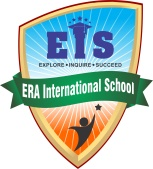 EIS
EXPLORE • INQUIRE • SUCCEED
ERA International School